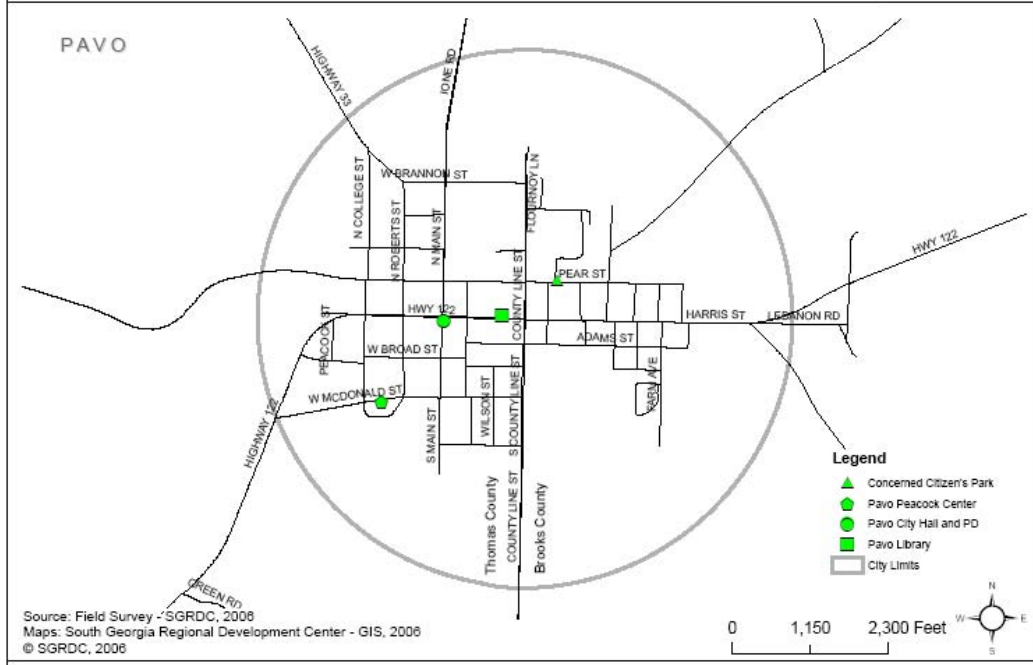 PAVO
HIGHWAY 33
IONE RD
N COLLEGE ST
W BRANNON ST
FLOURNOY LN
N ROBERTS ST
N MAIN ST
HWY 122
COUNTY LINE ST
PEAR ST
PEACOCK ST
HWY 122
HARRIS ST
LEBANON RD
ADAMS ST
W BROAD ST
W MCDONALD ST
FARM AVE
HIGHWAY 122
S MAIN ST
WILSON ST
S COUNTY LINE ST
Thomas County
COUNTY LINE ST
Brooks County
GREEN RD
Legend
Concerned Citizen's Park
Pavo Peacock Center
Pavo City Hall and PD
Pavo Library
City Limits
Source: Field Survey - SGRDC, 2006
Maps: South Georgia Regional Development Center - GIS, 2006
© SGRDC, 2006
0 1,150 2,300 Feet
N
W E
S